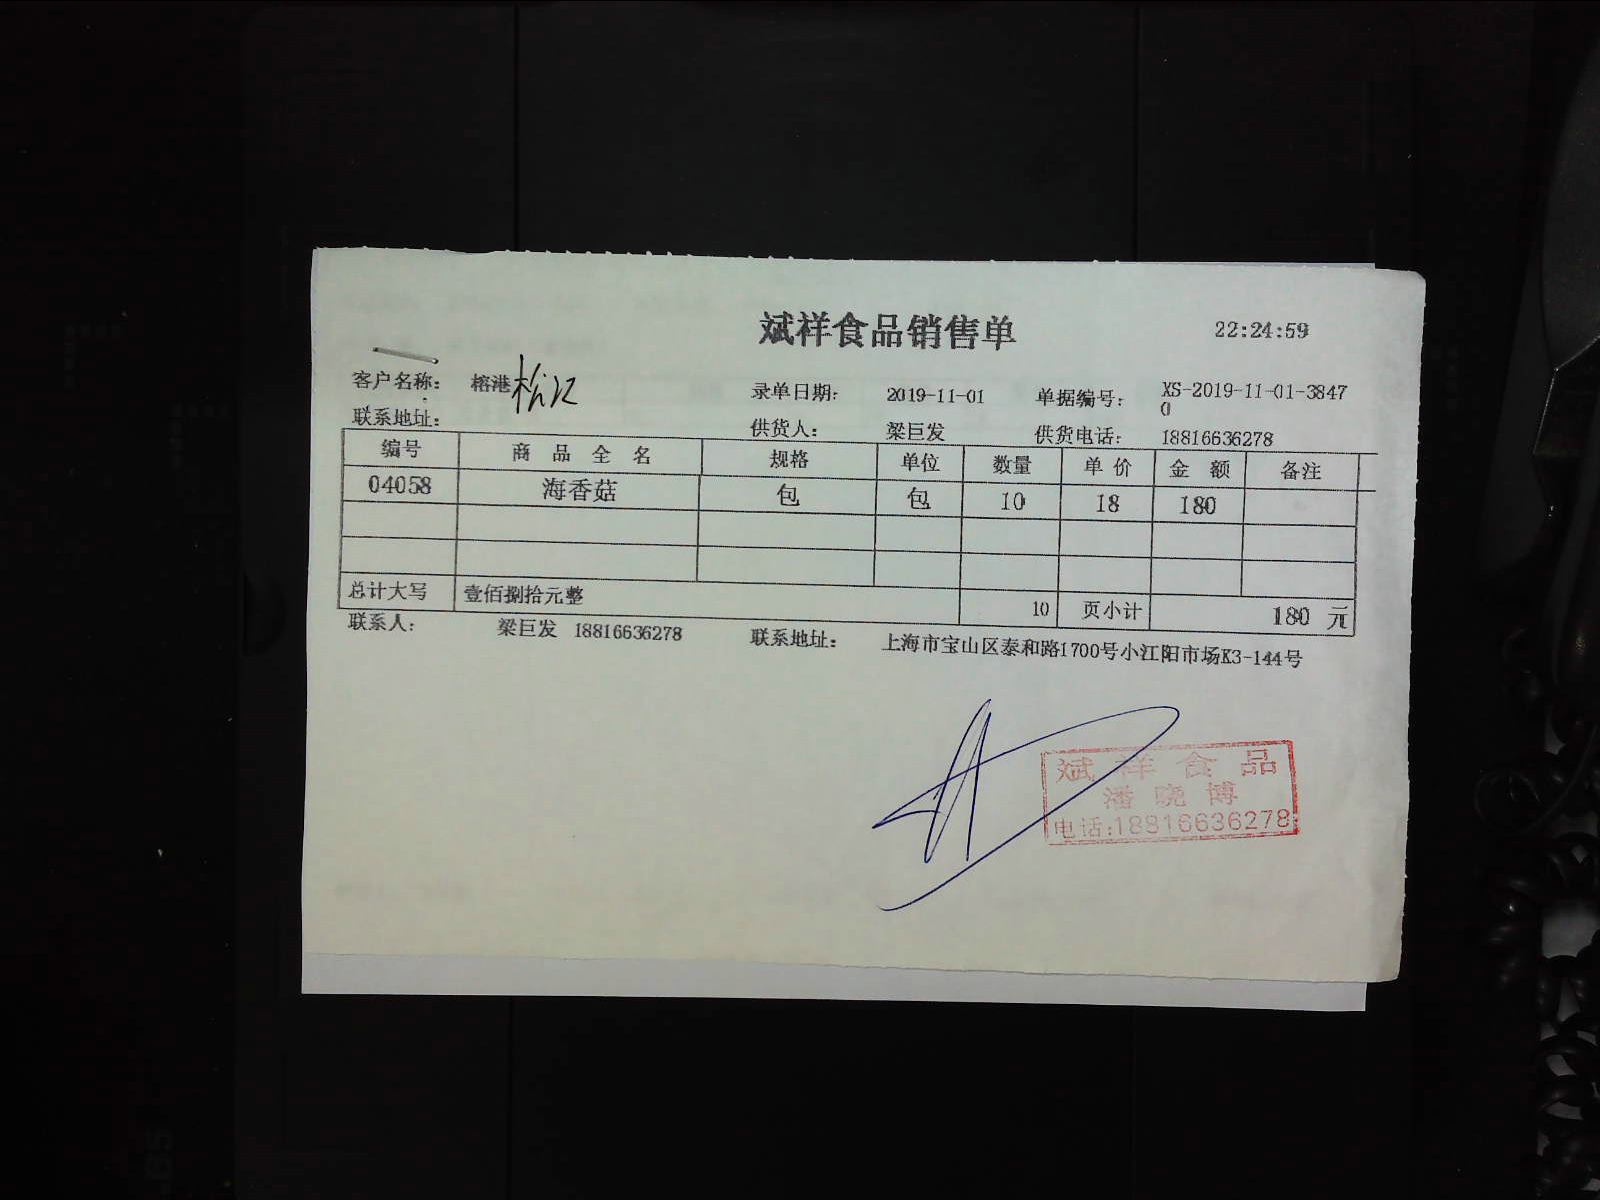 斌祥食品销售单 22:24:59
客户名称： 榕港 松江 录单日期： 2019-11-01 单据编号： XS-2019-11-01-38470
联系地址： 供货人： 梁巨发 供货电话： 18816636278
编号 商品全名 规格 单位 数量 单价 金额 备注
04058 海香菇 包 包 10 18 180
总计大写 壹佰捌拾元整 10 页小计 180 元
联系人： 梁巨发 18816636278 联系地址： 上海市宝山区泰和路1700号小江阳市场K3-144号
斌祥食品
潘晓博
电话:18816636278